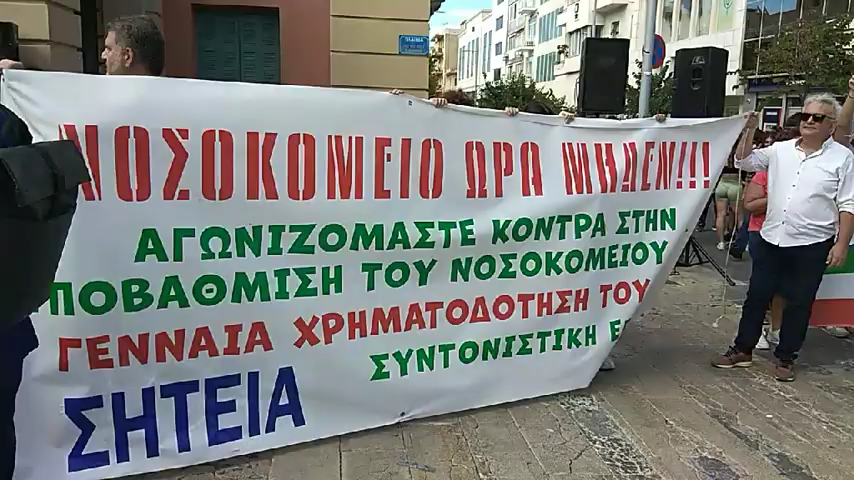 ΝΟΣΟΚΟΜΕΙΟ ΩΡΑ ΜΗΔΕΝ!!!
ΑΓΩΝΙΖΟΜΑΣΤΕ ΚΟΝΤΡΑ ΣΤΗΝ
ΠΟΒΑΘΜΙΣΗ ΤΟΥ ΝΟΣΟΚΟΜΕΙΟΥ
ΓΕΝΝΑΙΑ ΧΡΗΜΑΤΟΔΟΤΗΣΗ ΤΟΥ
ΣΥΝΤΟΝΙΣΤΙΚΗ Ε
ΣΗΤΕΙΑ